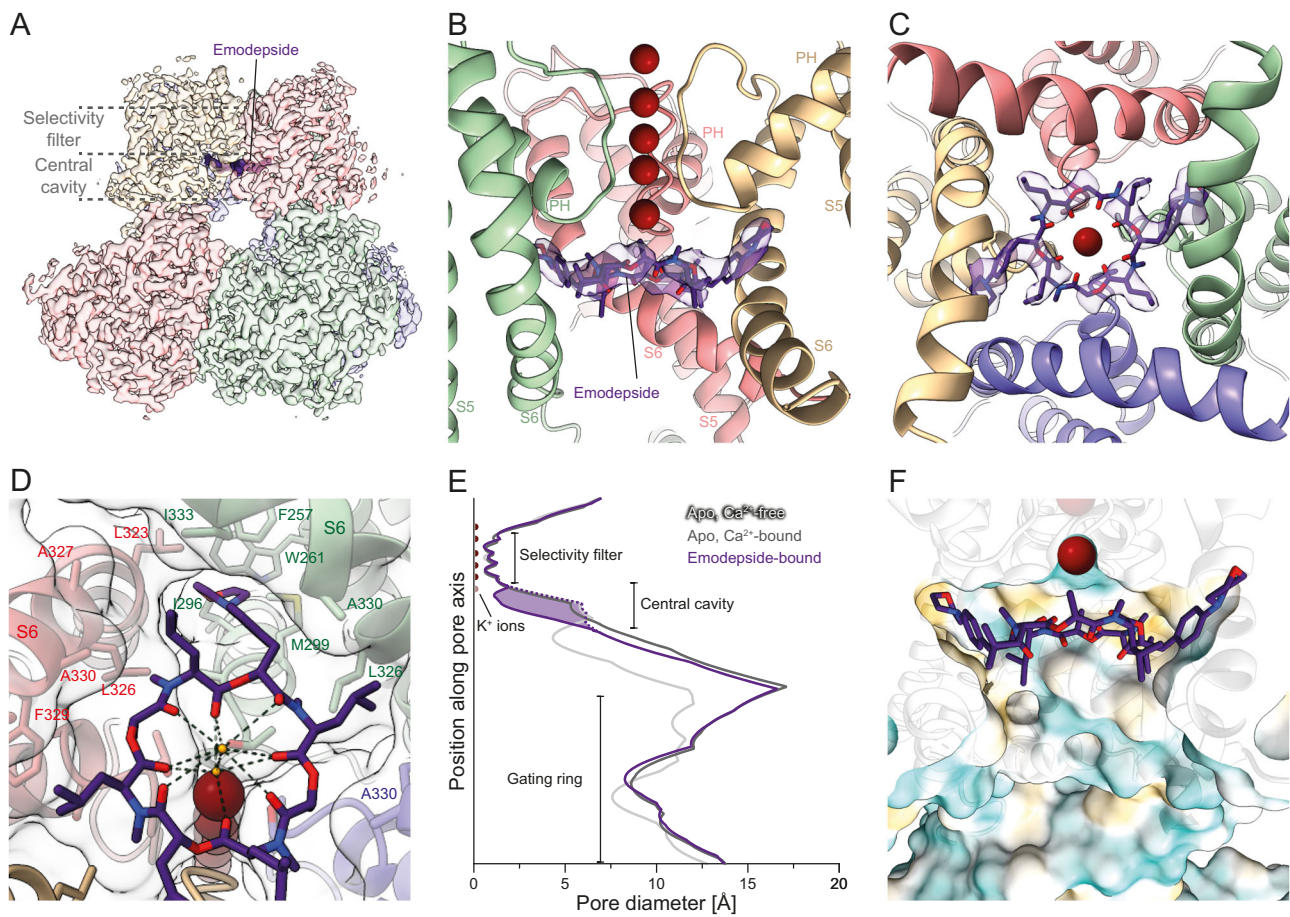 A
Emodepside
Selectivity
filter
Central
cavity
B
PH
PH
PH
S5
S6
S6
Emodepside
S5
S6
S5
C
D
I333
F257
S6
L323
W261
A327
I296
A330
S6
M299
A330
L326
L326
F329
A330
E
Apo, Ca²⁺-free
Apo, Ca²⁺-bound
Emodepside-bound
Selectivity filter
Central cavity
K⁺ ions
Gating ring
Position along pore axis
0 5 10 15 20
Pore diameter [Å]
F